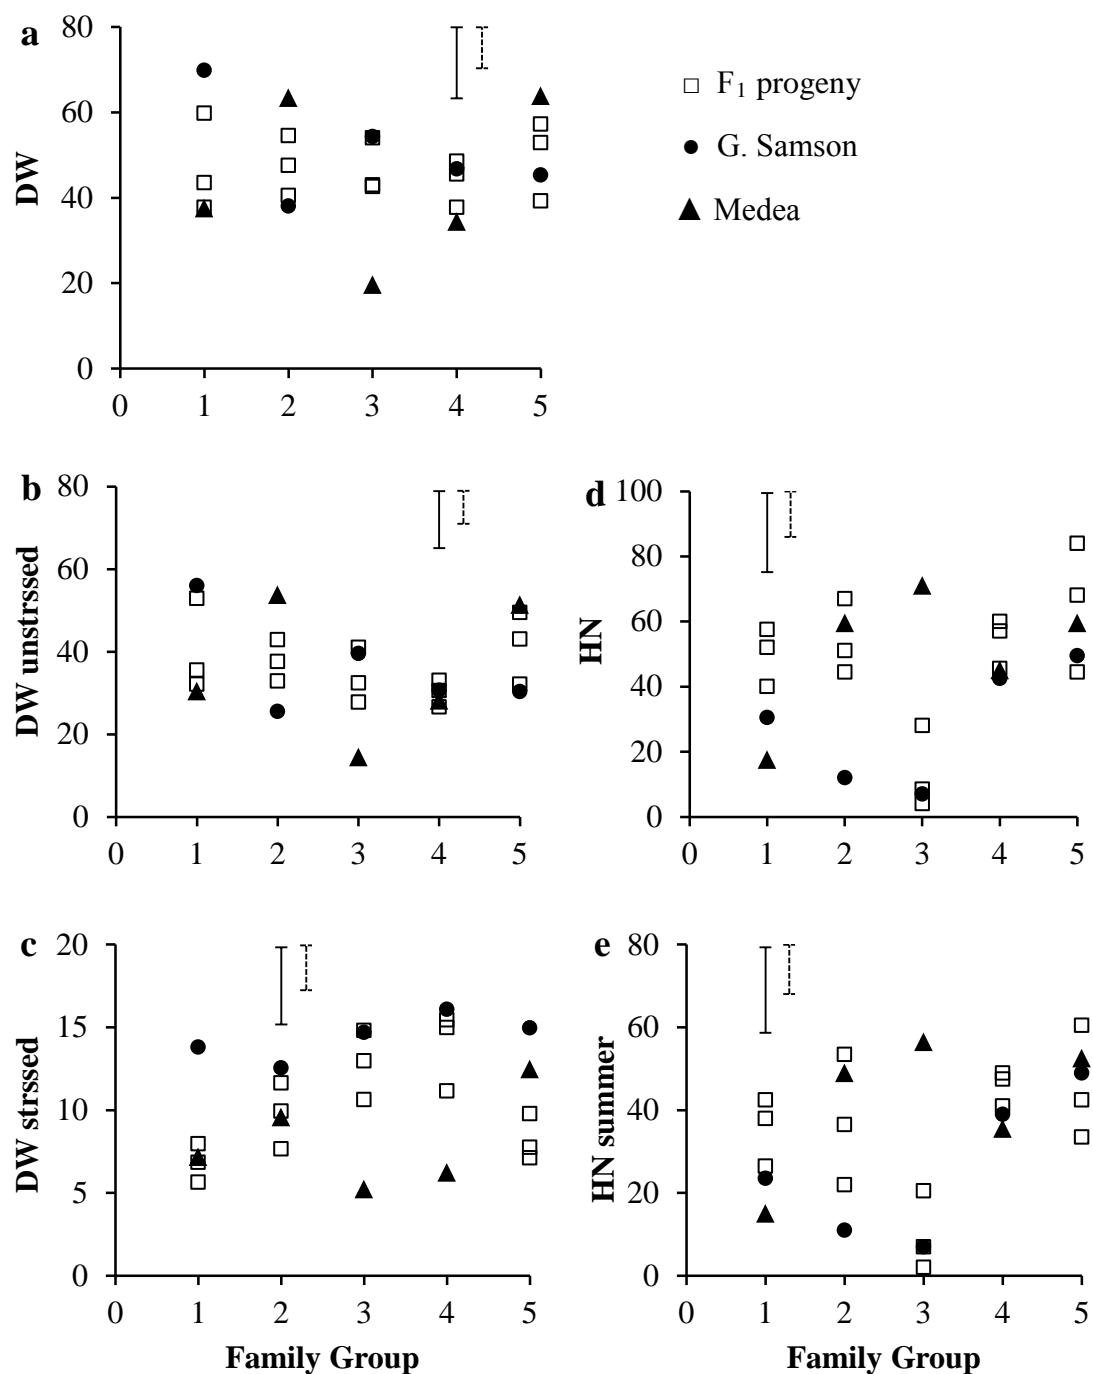 a
80
60
40
20
0
DW
0 1 2 3 4 5
F₁ progeny
G. Samson
Medea
b
80
60
40
20
0
DW unstrssed
0 1 2 3 4 5
d
100
80
60
40
20
0
HN
0 1 2 3 4 5
c
20
15
10
5
0
DW strssed
0 1 2 3 4 5
Family Group
e
80
60
40
20
0
HN summer
0 1 2 3 4 5
Family Group